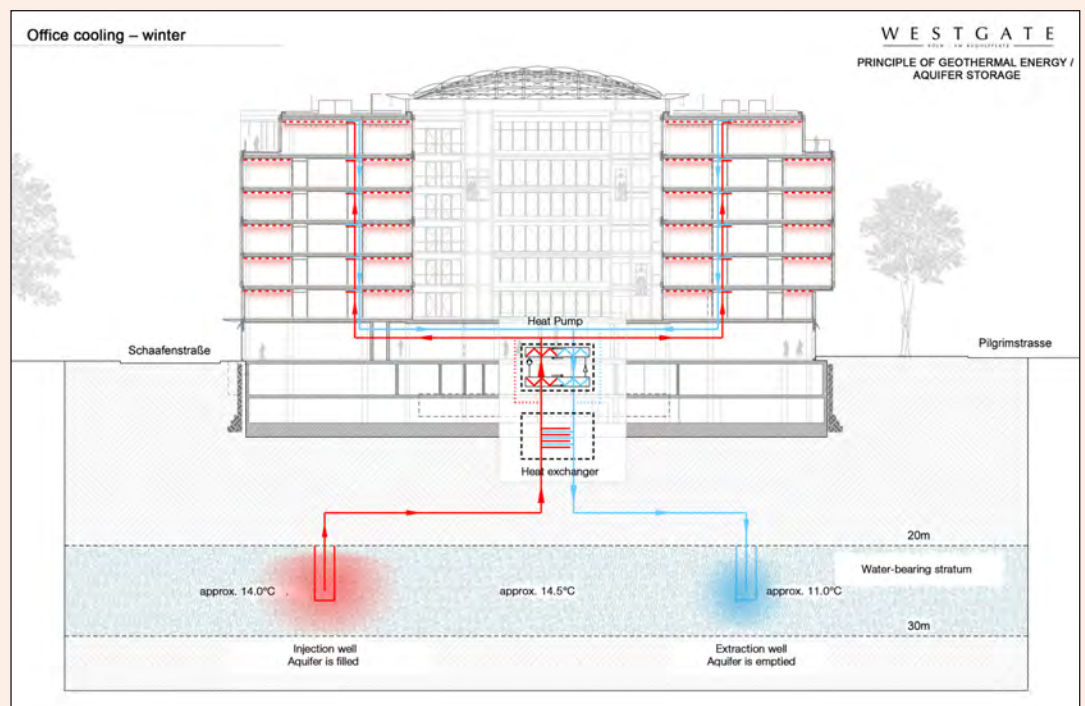 Office cooling – winter
WESTGATE
KÖLN · AM RUDOLFPLATZ
PRINCIPLE OF GEOTHERMAL ENERGY /
AQUIFER STORAGE
Heat Pump
Schaafenstraße
Pilgrimstrasse
Heat exchanger
20m
Water-bearing stratum
approx. 14.0°C
approx. 14.5°C
approx. 11.0°C
30m
Injection well
Aquifer is filled
Extraction well
Aquifer is emptied